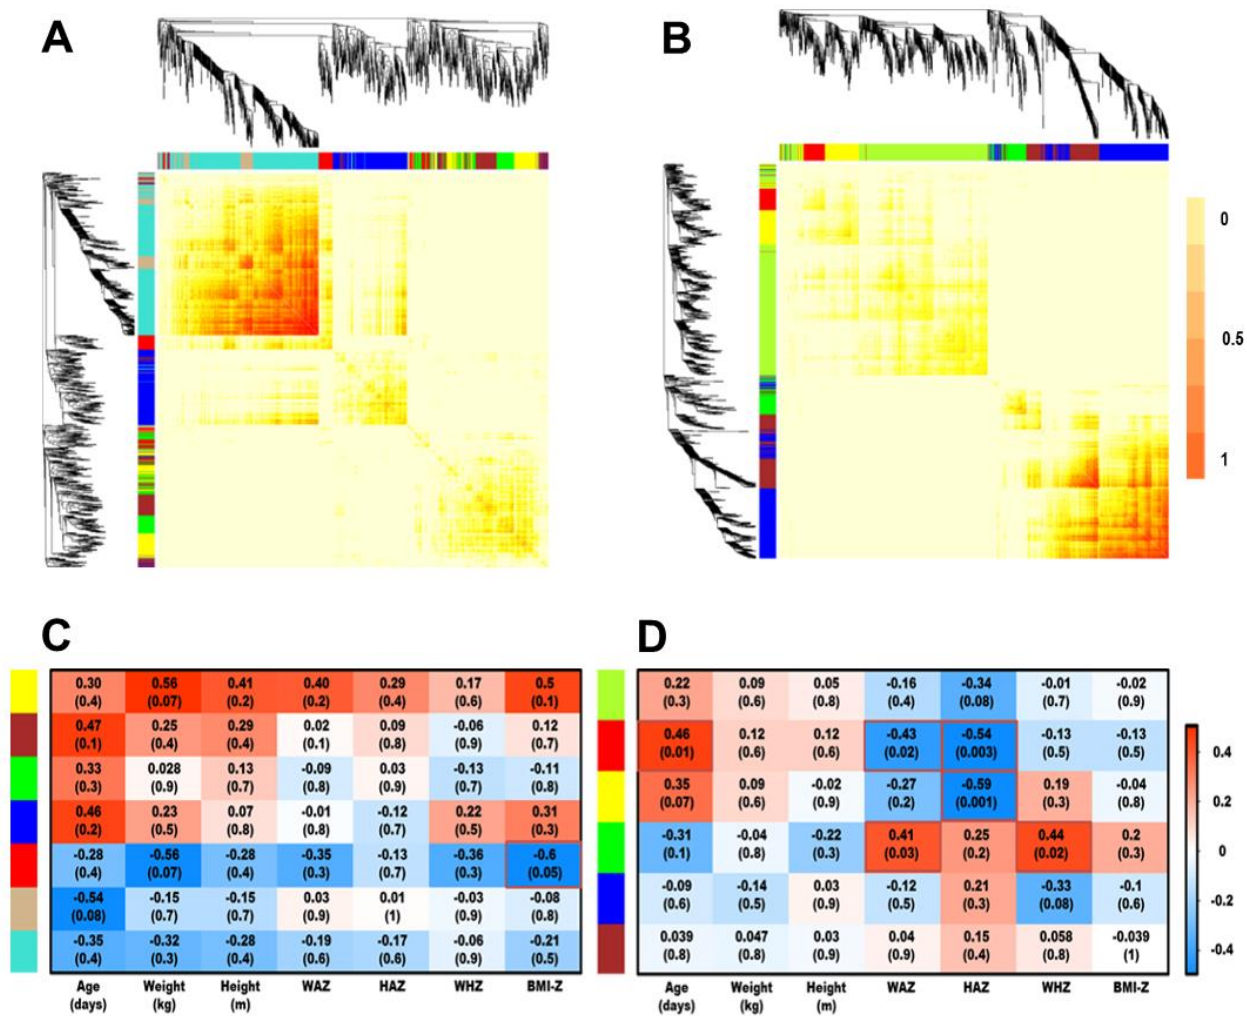 A
B
0
0.5
1
C
D
0.30 0.56 0.41 0.40 0.29 0.17 0.5
(0.4) (0.07) (0.2) (0.2) (0.4) (0.6) (0.1)
0.47 0.25 0.29 0.02 0.09 -0.06 0.12
(0.1) (0.4) (0.4) (0.1) (0.8) (0.9) (0.7)
0.33 0.028 0.13 -0.09 0.03 -0.13 -0.11
(0.3) (0.9) (0.7) (0.8) (0.9) (0.7) (0.8)
0.46 0.23 0.07 -0.01 -0.12 0.22 0.31
(0.2) (0.5) (0.8) (0.8) (0.7) (0.5) (0.3)
-0.28 -0.56 -0.28 -0.35 -0.13 -0.36 -0.6
(0.4) (0.07) (0.4) (0.3) (0.7) (0.3) (0.05)
-0.54 -0.15 -0.15 0.03 0.01 -0.03 -0.08
(0.08) (0.7) (0.7) (0.9) (1) (0.9) (0.8)
-0.35 -0.32 -0.28 -0.19 -0.17 -0.06 -0.21
(0.4) (0.3) (0.4) (0.6) (0.6) (0.9) (0.5)
Age Weight Height WAZ HAZ WHZ BMI-Z
(days) (kg) (m)
0.22 0.09 0.05 -0.16 -0.34 -0.01 -0.02
(0.3) (0.6) (0.8) (0.4) (0.08) (0.7) (0.9)
0.46 0.12 0.12 -0.43 -0.54 -0.13 -0.13
(0.01) (0.6) (0.6) (0.02) (0.003) (0.5) (0.5)
0.35 0.09 -0.02 -0.27 -0.59 0.19 -0.04
(0.07) (0.6) (0.9) (0.2) (0.001) (0.3) (0.8)
-0.31 -0.04 -0.22 0.41 0.25 0.44 0.2
(0.1) (0.8) (0.3) (0.03) (0.2) (0.02) (0.3)
-0.09 -0.14 0.03 -0.12 0.21 -0.33 -0.1
(0.6) (0.5) (0.9) (0.5) (0.3) (0.08) (0.6)
0.039 0.047 0.03 0.04 0.15 0.058 -0.039
(0.8) (0.8) (0.9) (0.9) (0.4) (0.8) (1)
Age Weight Height WAZ HAZ WHZ BMI-Z
(days) (kg) (m)
0.4
0.2
0
-0.2
-0.4